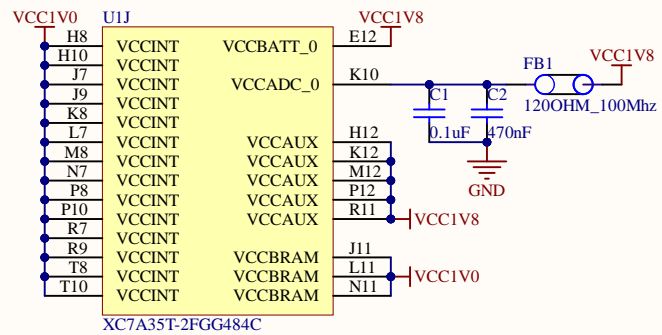 VCC1V0 U1J VCC1V8
H8 VCCINT VCCBATT_0 E12
H10 VCCINT FB1 VCC1V8
J7 VCCINT VCCADC_0 K10
J9 VCCINT C1 C2 120OHM_100Mhz
K8 VCCINT 0.1uF 470nF
L7 VCCINT VCCAUX H12
M8 VCCINT VCCAUX K12
N7 VCCINT VCCAUX M12 GND
P8 VCCINT VCCAUX P12
P10 VCCINT VCCAUX R11 VCC1V8
R7 VCCINT
R9 VCCINT VCCBRAM J11
T8 VCCINT VCCBRAM L11 VCC1V0
T10 VCCINT VCCBRAM N11
XC7A35T-2FGG484C